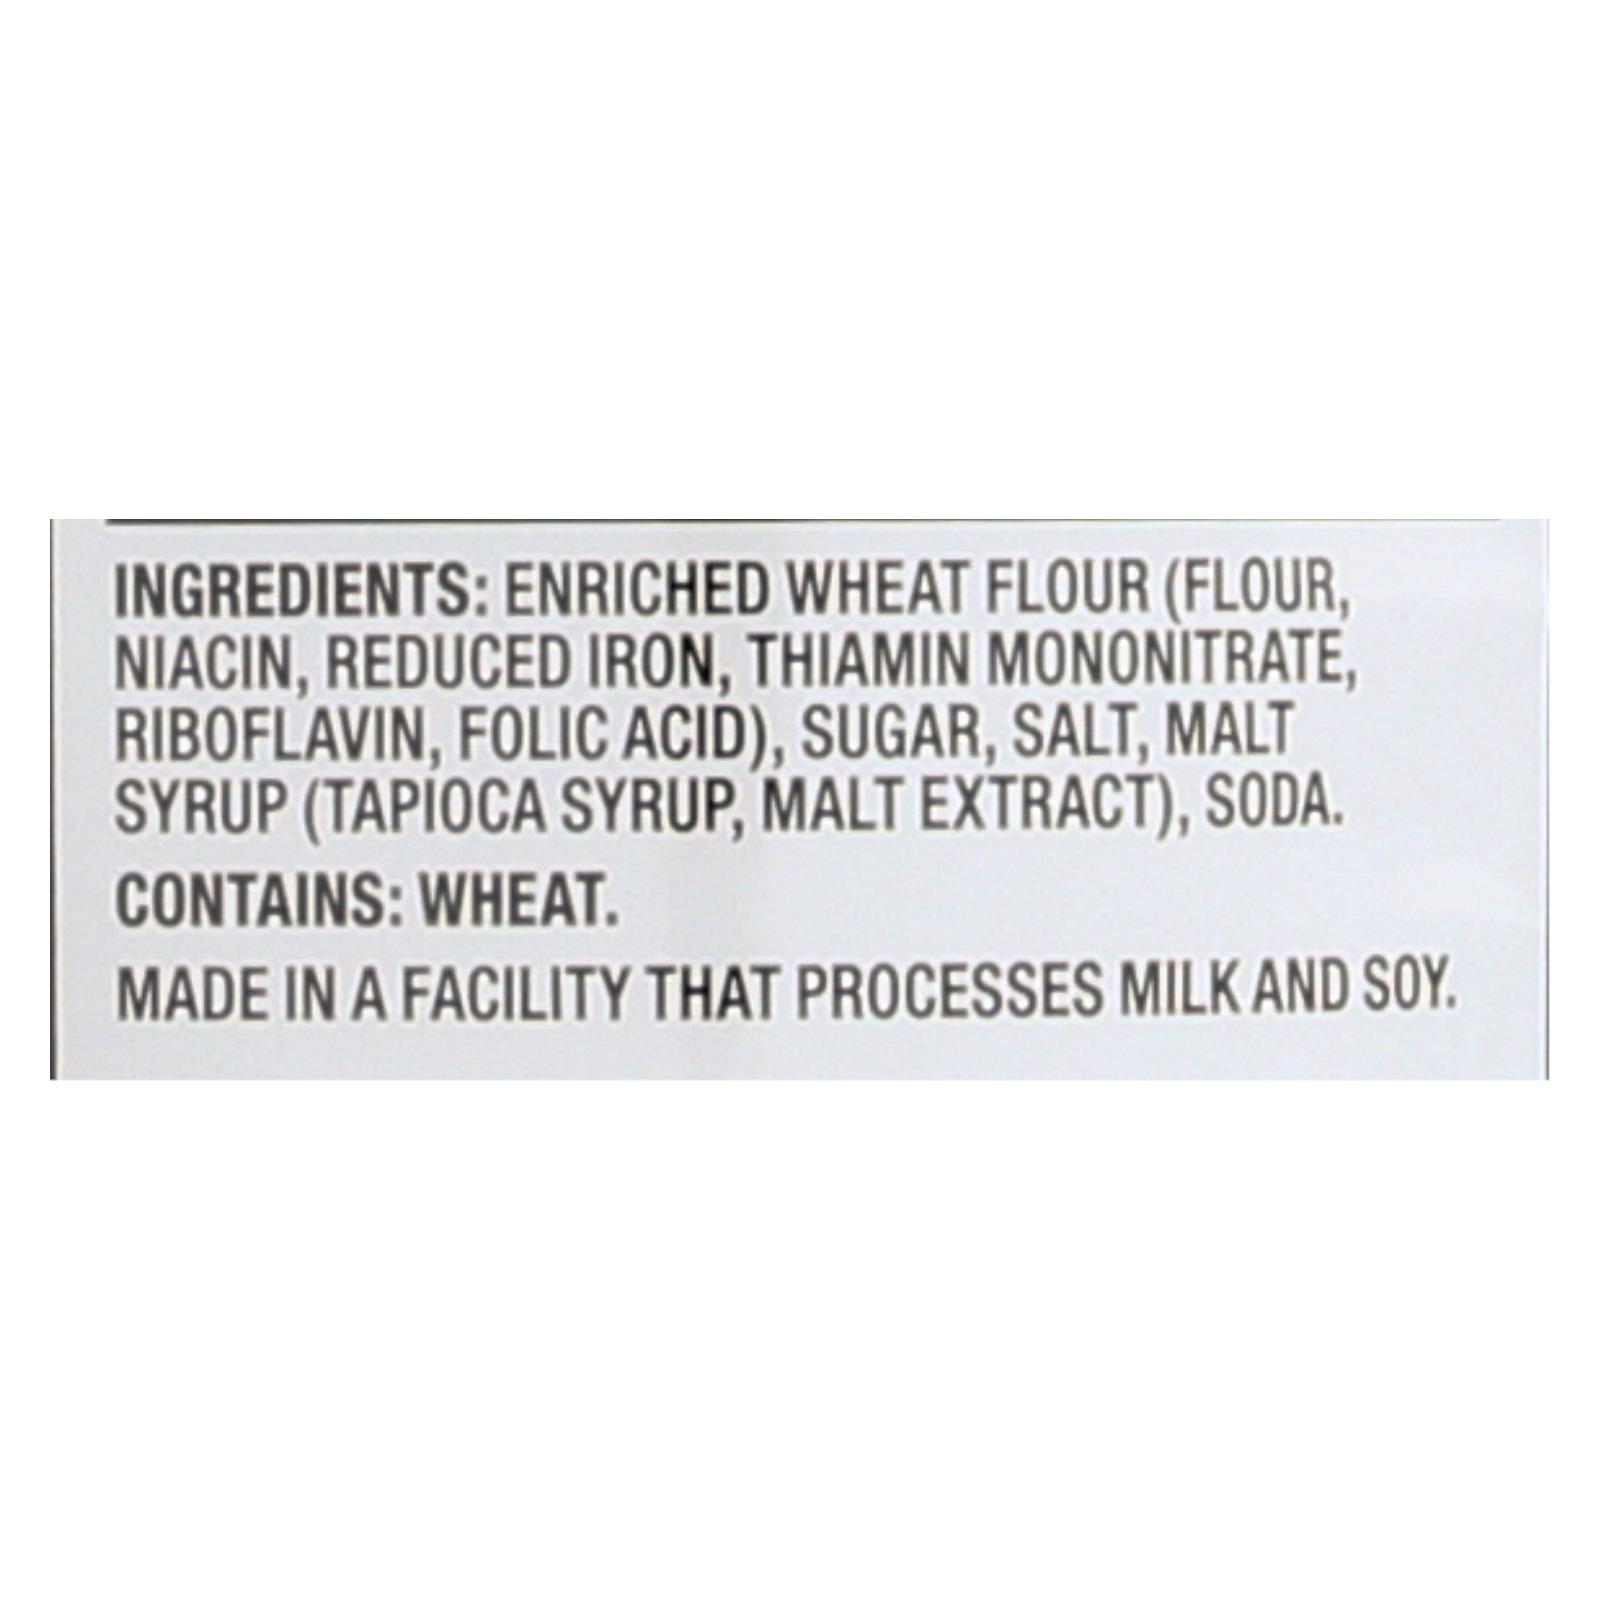 INGREDIENTS: ENRICHED WHEAT FLOUR (FLOUR,
NIACIN, REDUCED IRON, THIAMIN MONONITRATE,
RIBOFLAVIN, FOLIC ACID), SUGAR, SALT, MALT
SYRUP (TAPIOCA SYRUP, MALT EXTRACT), SODA.
CONTAINS: WHEAT.
MADE IN A FACILITY THAT PROCESSES MILK AND SOY.